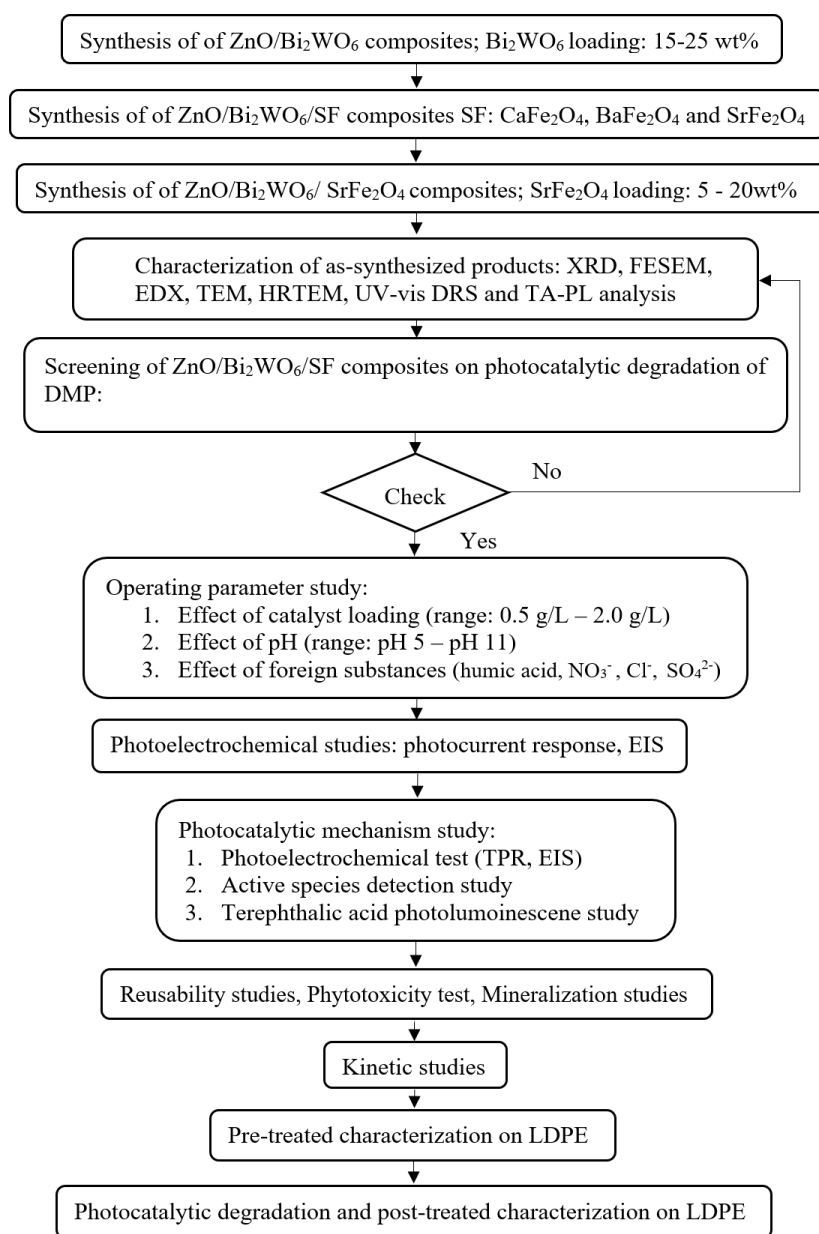 Synthesis of of ZnO/Bi₂WO₆ composites; Bi₂WO₆ loading: 15-25 wt%
Synthesis of of ZnO/Bi₂WO₆/SF composites SF: CaFe₂O₄, BaFe₂O₄ and SrFe₂O₄
Synthesis of of ZnO/Bi₂WO₆/ SrFe₂O₄ composites; SrFe₂O₄ loading: 5 - 20wt%
Characterization of as-synthesized products: XRD, FESEM,
EDX, TEM, HRTEM, UV-vis DRS and TA-PL analysis
Screening of ZnO/Bi₂WO₆/SF composites on photocatalytic degradation of
DMP:
No
Check
Yes
Operating parameter study:
1. Effect of catalyst loading (range: 0.5 g/L – 2.0 g/L)
2. Effect of pH (range: pH 5 – pH 11)
3. Effect of foreign substances (humic acid, NO₃⁻, Cl⁻, SO₄²⁻)
Photoelectrochemical studies: photocurrent response, EIS
Photocatalytic mechanism study:
1. Photoelectrochemical test (TPR, EIS)
2. Active species detection study
3. Terephthalic acid photolumoinescene study
Reusability studies, Phytotoxicity test, Mineralization studies
Kinetic studies
Pre-treated characterization on LDPE
Photocatalytic degradation and post-treated characterization on LDPE